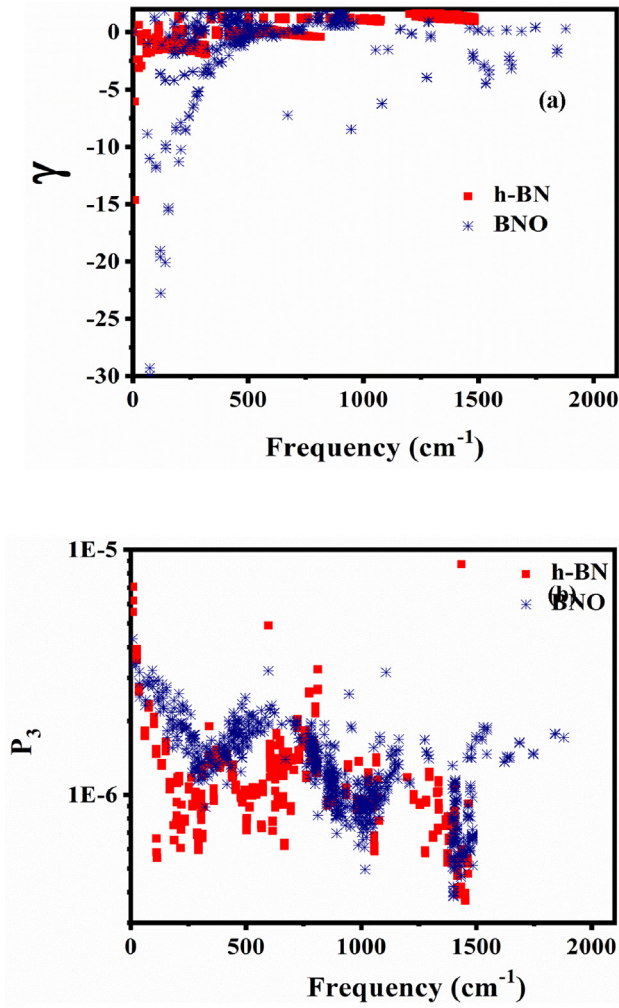 0
-5
-10
-15
-20
-25
-30
γ
(a)
h-BN
BNO
0 500 1000 1500 2000
Frequency (cm-1)
1E-5
1E-6
P3
h-BN
(b)
BNO
0 500 1000 1500 2000
Frequency (cm-1)